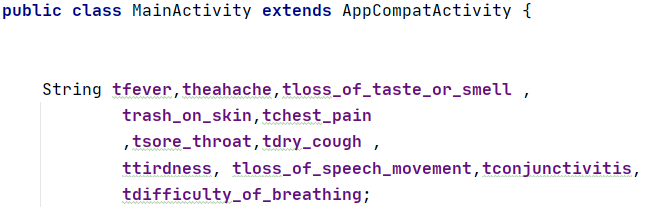 public class MainActivity extends AppCompatActivity {
String tfever,theahache,tloss_of_taste_or_smell ,
trash_on_skin,tchest_pain
,tsore_throat,tdry_cough ,
ttirdness, tloss_of_speech_movement,tconjunctivitis,
tdifficulty_of_breathing;